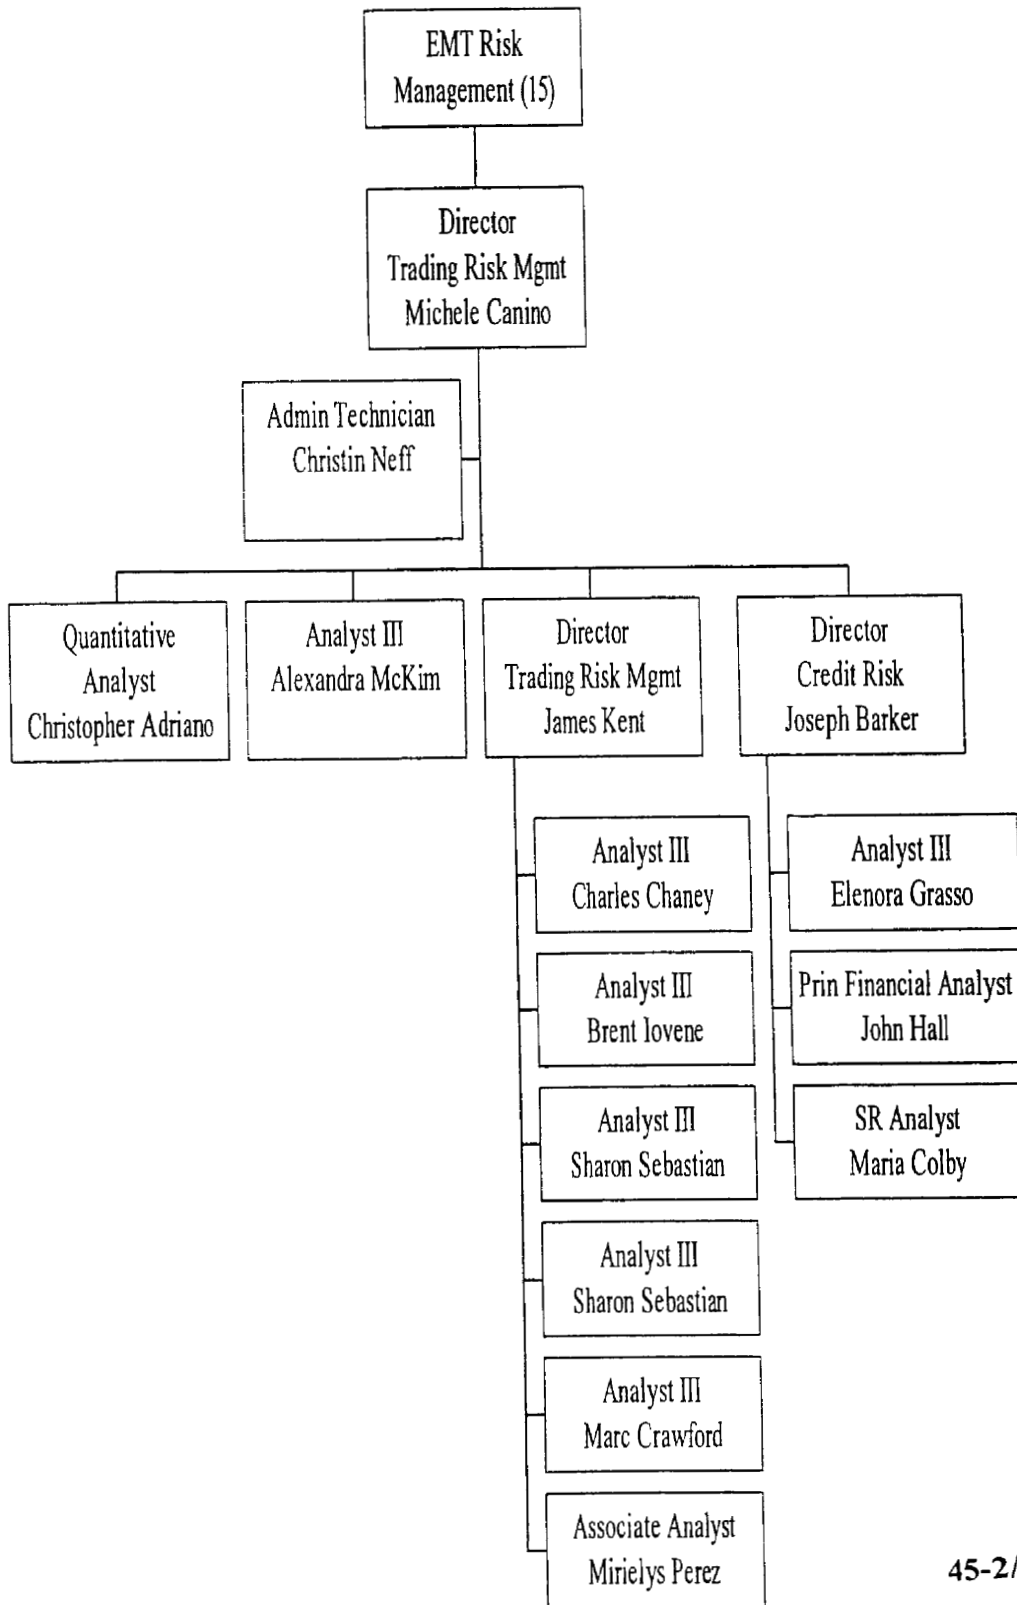 EMT Risk
Management (15)
Director
Trading Risk Mgmt
Michele Canino
Admin Technician
Christin Neff
Quantitative
Analyst
Christopher Adriano
Analyst III
Alexandra McKim
Director
Trading Risk Mgmt
James Kent
Director
Credit Risk
Joseph Barker
Analyst III
Charles Chaney
Analyst III
Brent Iovene
Analyst III
Sharon Sebastian
Analyst III
Sharon Sebastian
Analyst III
Marc Crawford
Associate Analyst
Mirielys Perez
Analyst III
Elenora Grasso
Prin Financial Analyst
John Hall
SR Analyst
Maria Colby
45-2/